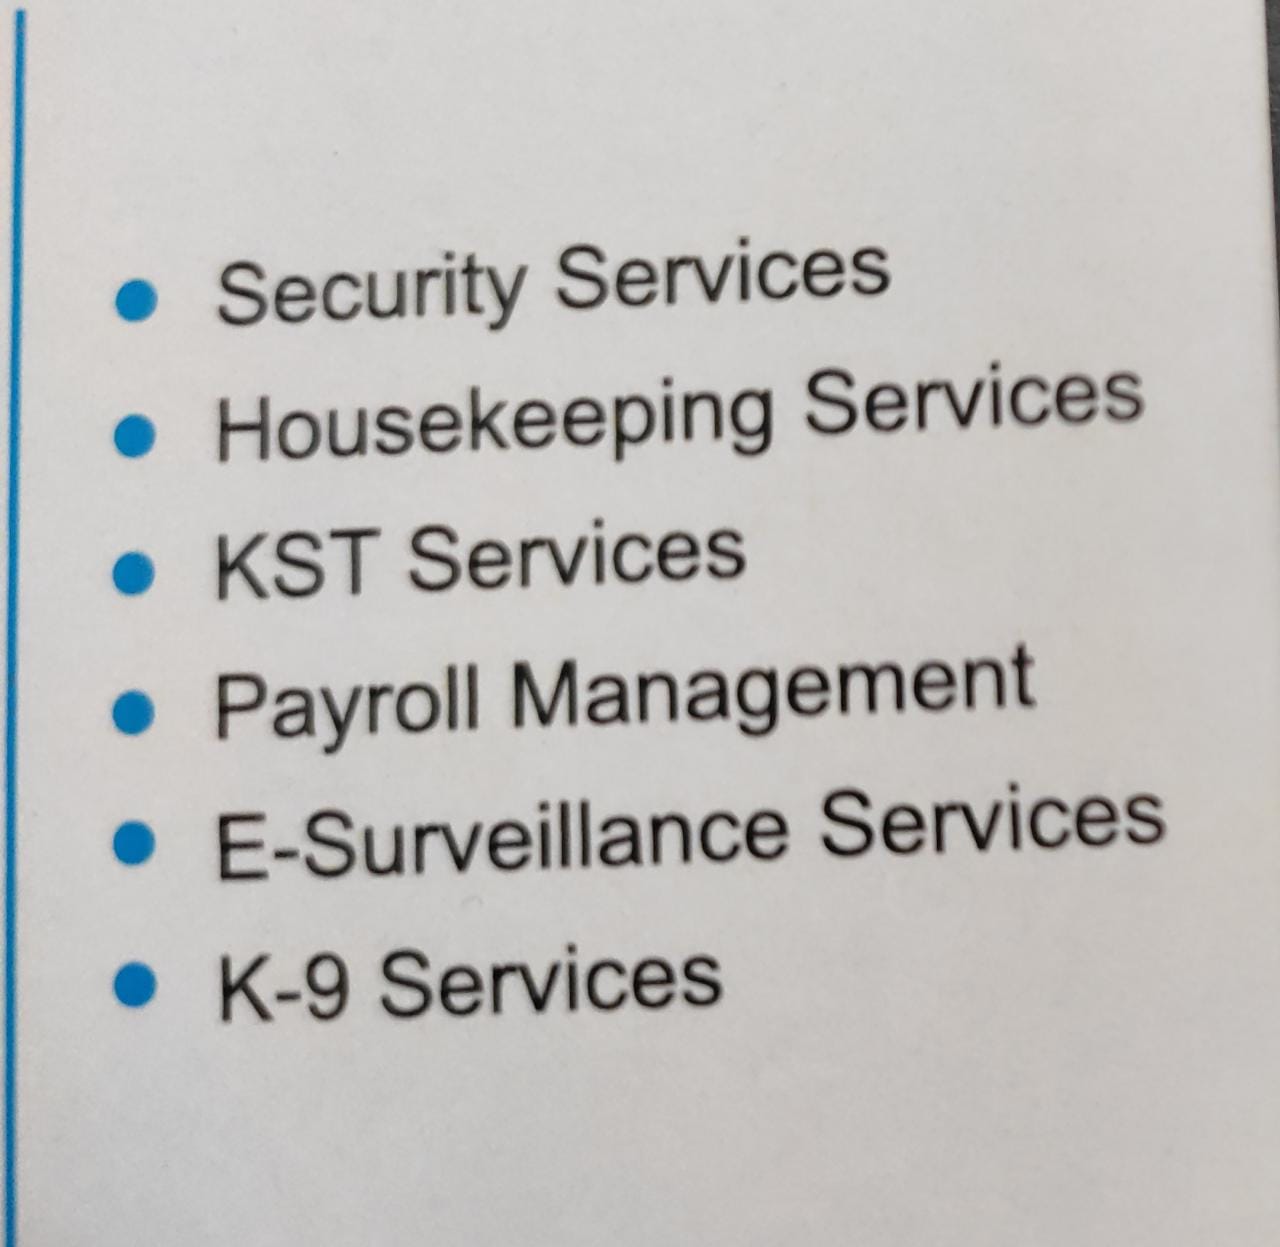 • Security Services
• Housekeeping Services
• KST Services
• Payroll Management
• E-Surveillance Services
• K-9 Services